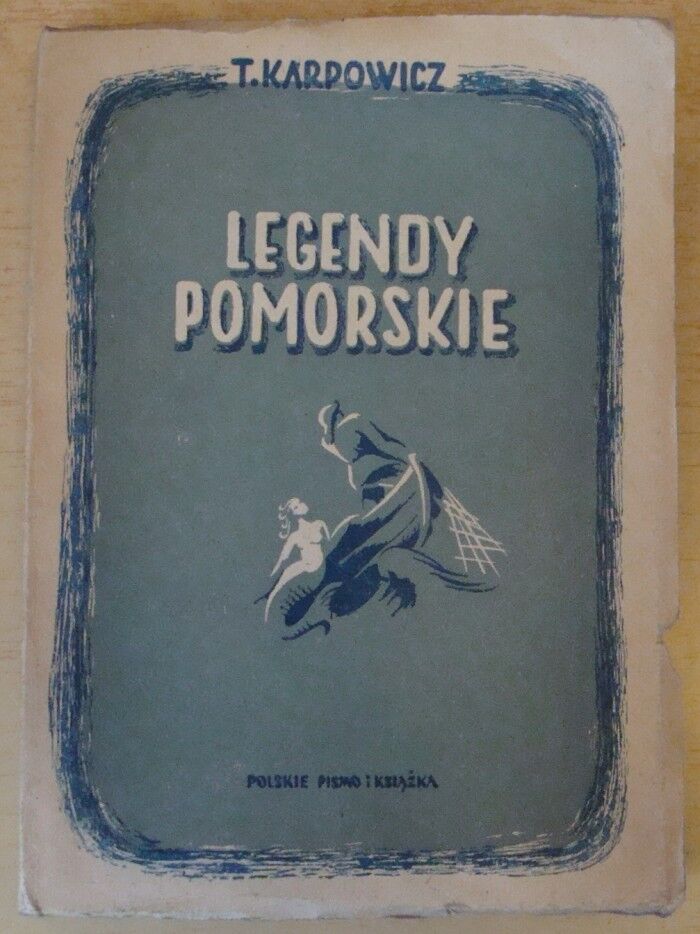 T. KARPOWICZ
LEGENDY
POMORSKIE
POLSKIE PISMO I KSIĄŻKA